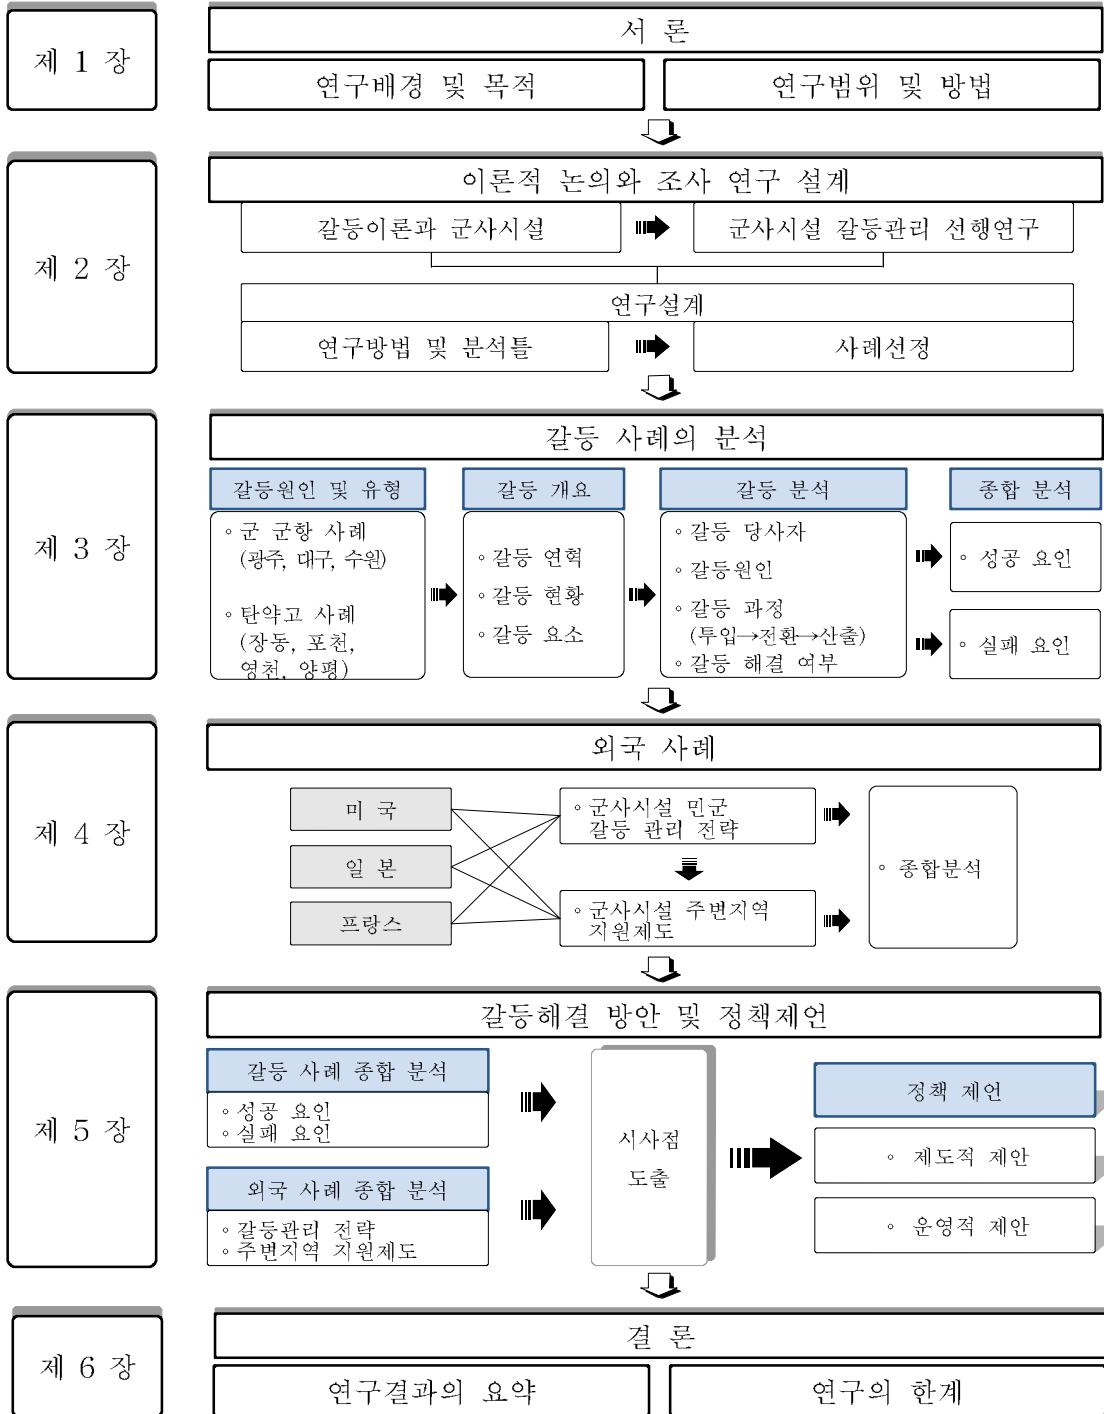 제 1 장
서 론
연구배경 및 목적
연구범위 및 방법
제 2 장
이론적 논의와 조사 연구 설계
갈등이론과 군사시설
군사시설 갈등관리 선행연구
연구설계
연구방법 및 분석틀
사례선정
제 3 장
갈등 사례의 분석
갈등원인 및 유형
◦군 군항 사례
(광주, 대구, 수원)
◦탄약고 사례
(장동, 포천,
영천, 양평)
갈등 개요
◦갈등 연혁
◦갈등 현황
◦갈등 요소
갈등 분석
◦갈등 당사자
◦갈등원인
◦갈등 과정
(투입→전환→산출)
◦갈등 해결 여부
종합 분석
◦ 성공 요인
◦ 실패 요인
제 4 장
외국 사례
미 국
일 본
프랑스
◦군사시설 민군
갈등 관리 전략
◦군사시설 주변지역
지원제도
◦ 종합분석
제 5 장
갈등해결 방안 및 정책제언
갈등 사례 종합 분석
◦성공 요인
◦실패 요인
외국 사례 종합 분석
◦갈등관리 전략
◦주변지역 지원제도
시사점
도출
정책 제언
◦ 제도적 제안
◦ 운영적 제안
제 6 장
결 론
연구결과의 요약
연구의 한계